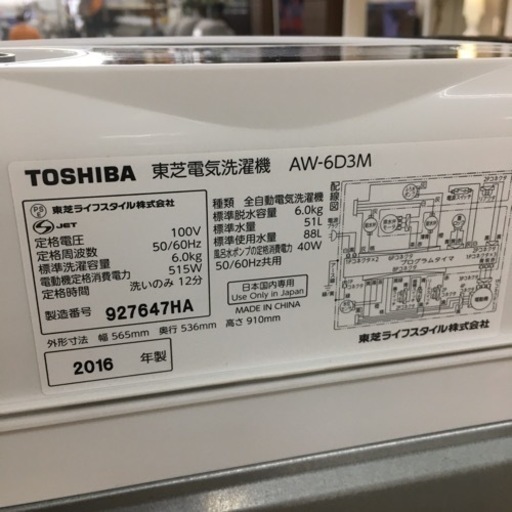 TOSHIBA 東芝電気洗濯機 AW-6D3M
PS
E
東芝ライフスタイル株式会社
S JET
定格電圧 100V
定格周波数 50/60Hz
標準洗濯容量 6.0kg
電動機定格消費電力 515W
定格時間 洗いのみ 12分
製造番号 927647HA
外形寸法 幅 565mm 奥行 536mm 高さ 910mm
2016 年製
種類 全自動電気洗濯機
標準脱水容量 6.0kg
標準水量 51L
標準使用水量 88L
風呂水ポンプの定格消費電力 40W
50/60Hz共用
日本国内専用
Use Only in Japan
MADE IN CHINA
配線図
プログラムタイマ
東芝ライフスタイル株式会社